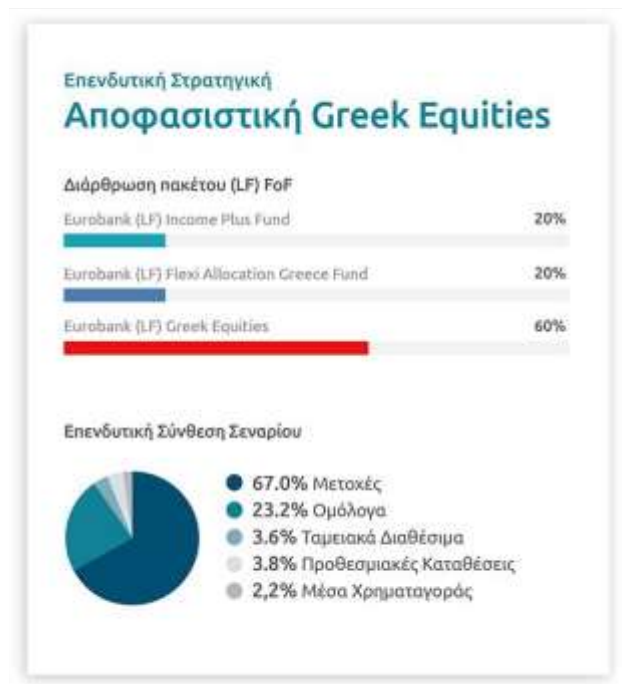 Επενδυτική Στρατηγική
Αποφασιστική Greek Equities
Διάρθρωση πακέτου (LF) FoF
Eurobank (LF) Income Plus Fund 20%
Eurobank (LF) Flexi Allocation Greece Fund 20%
Eurobank (LF) Greek Equities 60%
Επενδυτική Σύνθεση Σεναρίου
67.0% Μετοχές
23.2% Ομόλογα
3.6% Ταμειακά Διαθέσιμα
3.8% Προθεσμιακές Καταθέσεις
2,2% Μέσα Χρηματαγοράς